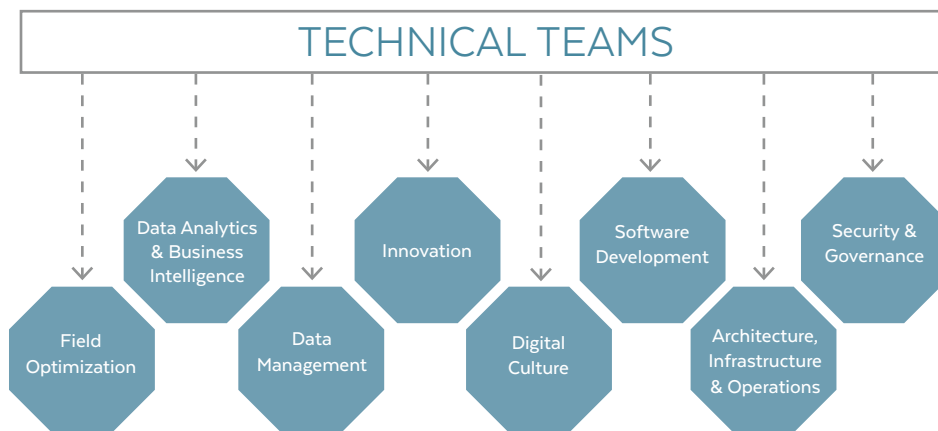 TECHNICAL TEAMS
Field
Optimization
Data Analytics
& Business
Intelligence
Data
Management
Innovation
Digital
Culture
Software
Development
Architecture,
Infrastructure
& Operations
Security &
Governance